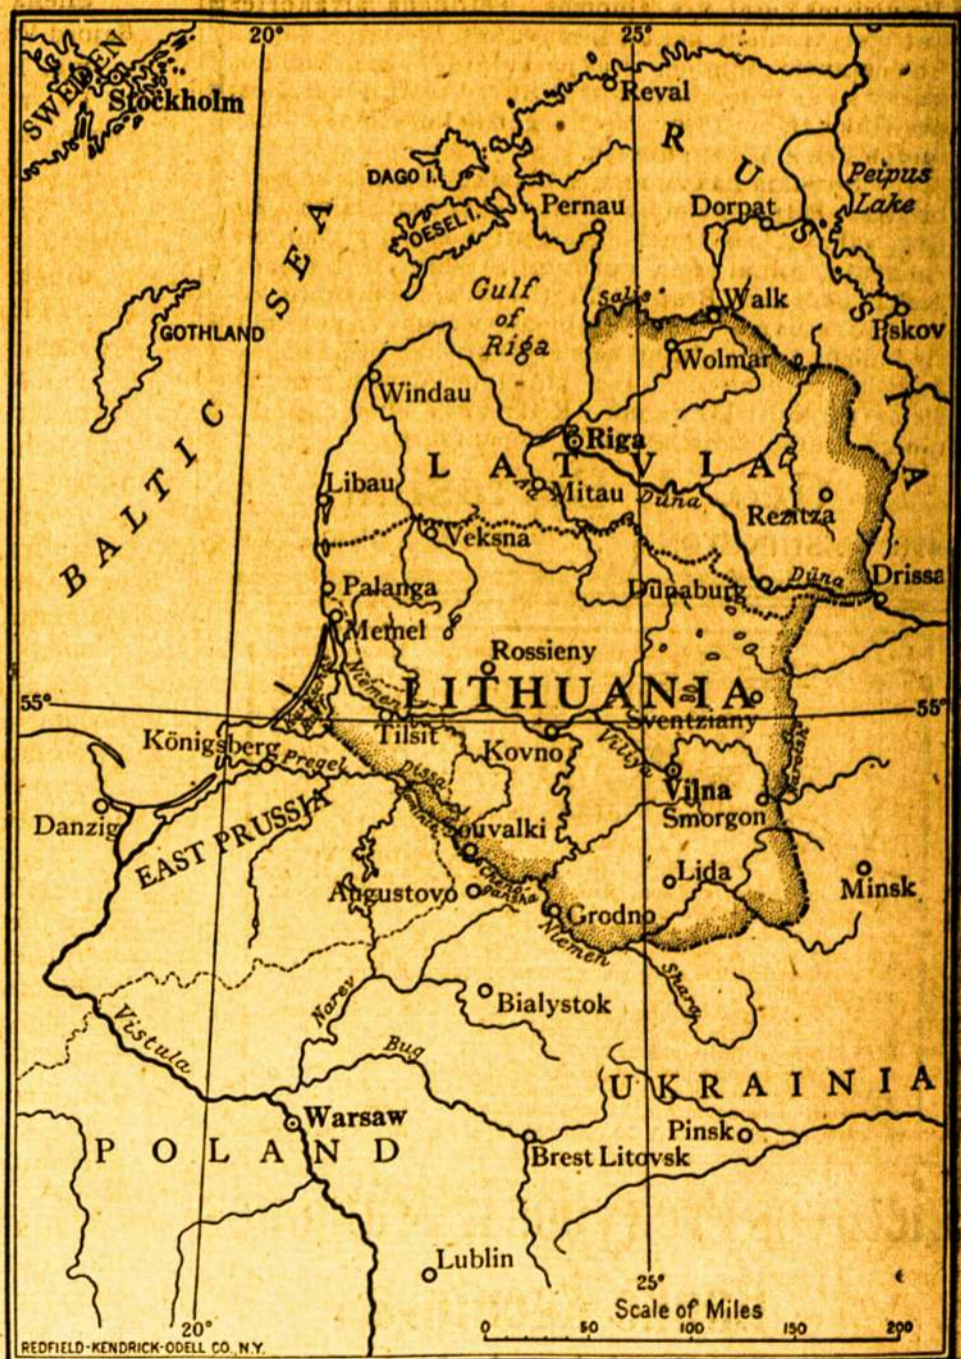 20°
25°
SWEDEN
Stockholm
Reval
R U S S I A
DAGO I.
Peipus
Lake
OESEL I.
Pernau
Dorpat
BALTIC SEA
Gulf
of
Riga
Salis
Walk
GOTHLAND
Pskov
Wolmar
Windau
Riga
LATVIA
Libau
Aa
Mitau
Düna
Rezitza
Veksna
Palanga
Dünaburg
Düna
Drissa
Memel
Rossieny
Niemen
LITHUANIA
55°
55°
Sventziany
Tilsit
Königsberg
Pregel
Kovno
Villya
Vilna
Smorgon
Danzig
EAST PRUSSIA
Souvalki
Lida
Minsk
Augustovo
Grodno
Niemen
Shara
Narev
Bialystok
Vistula
Bug
UKRAINIA
Warsaw
Pinsk
POLAND
Brest Litovsk
Lublin
25°
20°
Scale of Miles
0 50 100 150 200
REDFIELD-KENDRICK-ODELL CO., N.Y.